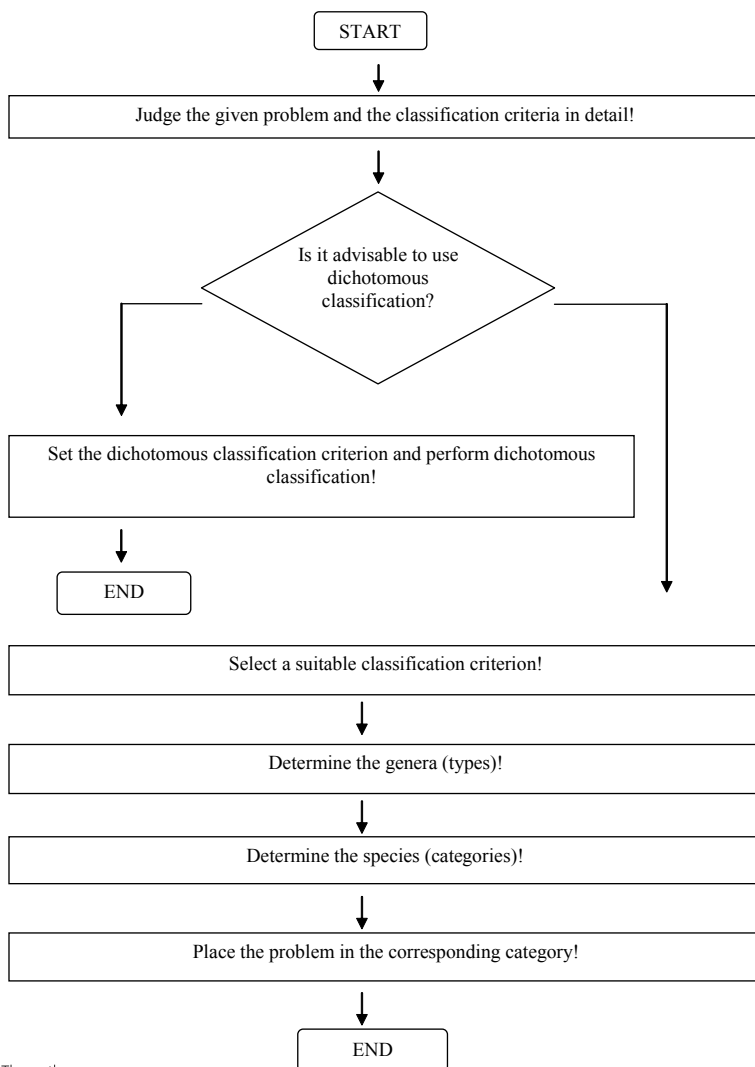 START
Judge the given problem and the classification criteria in detail!
Is it advisable to use
dichotomous
classification?
Set the dichotomous classification criterion and perform dichotomous
classification!
END
Select a suitable classification criterion!
Determine the genera (types)!
Determine the species (categories)!
Place the problem in the corresponding category!
END